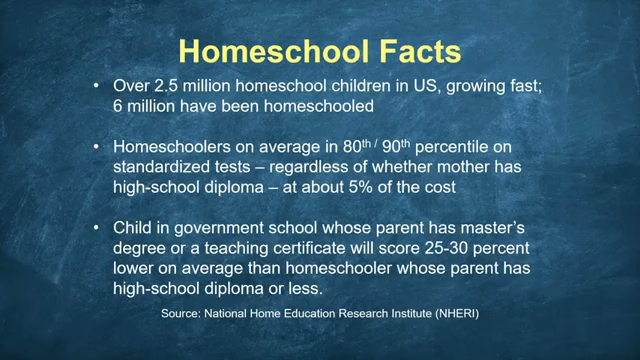 Homeschool Facts
• Over 2.5 million homeschool children in US, growing fast;
6 million have been homeschooled
• Homeschoolers on average in 80th / 90th percentile on
standardized tests – regardless of whether mother has
high-school diploma – at about 5% of the cost
• Child in government school whose parent has master's
degree or a teaching certificate will score 25-30 percent
lower on average than homeschooler whose parent has
high-school diploma or less.
Source: National Home Education Research Institute (NHERI)